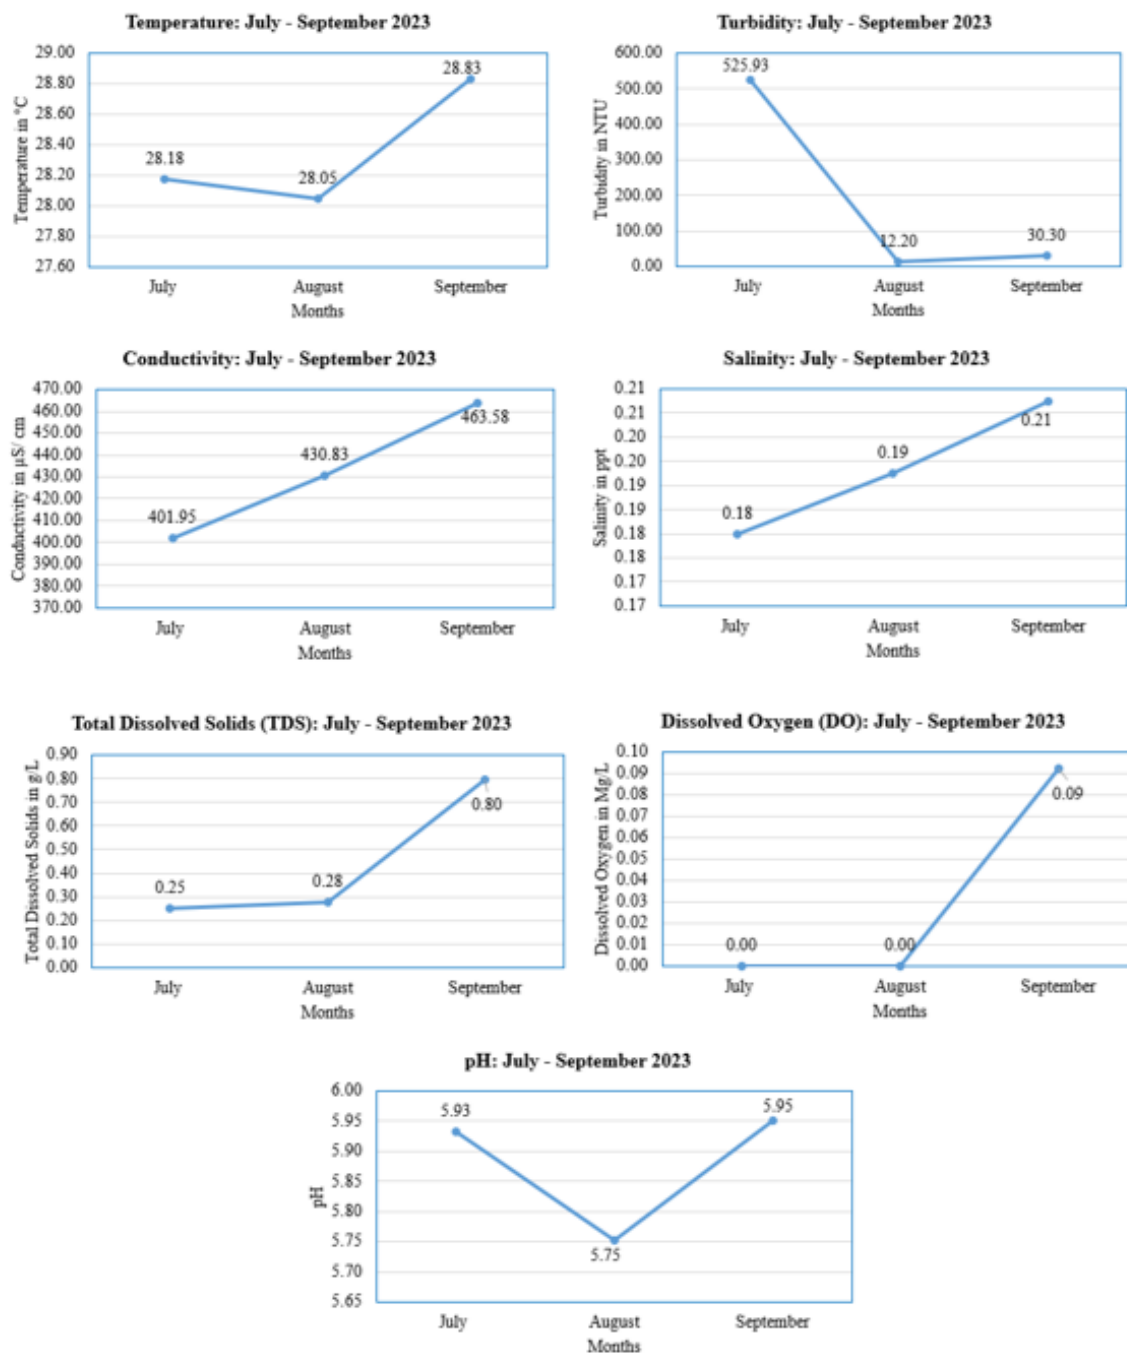 Temperature: July - September 2023
29.00
28.80
28.60
28.40
28.20
28.00
27.80
27.60
Temperature in °C
28.18
28.05
28.83
July
August
September
Months
Turbidity: July - September 2023
600.00
500.00
400.00
300.00
200.00
100.00
0.00
Turbidity in NTU
525.93
12.20
30.30
July
August
September
Months
Conductivity: July - September 2023
470.00
460.00
450.00
440.00
430.00
420.00
410.00
400.00
390.00
380.00
370.00
Conductivity in µS/ cm
401.95
430.83
463.58
July
August
September
Months
Salinity: July - September 2023
0.21
0.21
0.20
0.20
0.19
0.19
0.18
0.18
0.17
0.17
Salinity in ppt
0.18
0.19
0.21
July
August
September
Months
Total Dissolved Solids (TDS): July - September 2023
0.90
0.80
0.70
0.60
0.50
0.40
0.30
0.20
0.10
0.00
Total Dissolved Solids in g/L
0.25
0.28
0.80
July
August
September
Months
Dissolved Oxygen (DO): July - September 2023
0.10
0.09
0.08
0.07
0.06
0.05
0.04
0.03
0.02
0.01
0.00
Dissolved Oxygen in Mg/L
0.00
0.00
0.09
July
August
September
Months
pH: July - September 2023
6.00
5.95
5.90
5.85
5.80
5.75
5.70
5.65
pH
5.93
5.75
5.95
July
August
September
Months